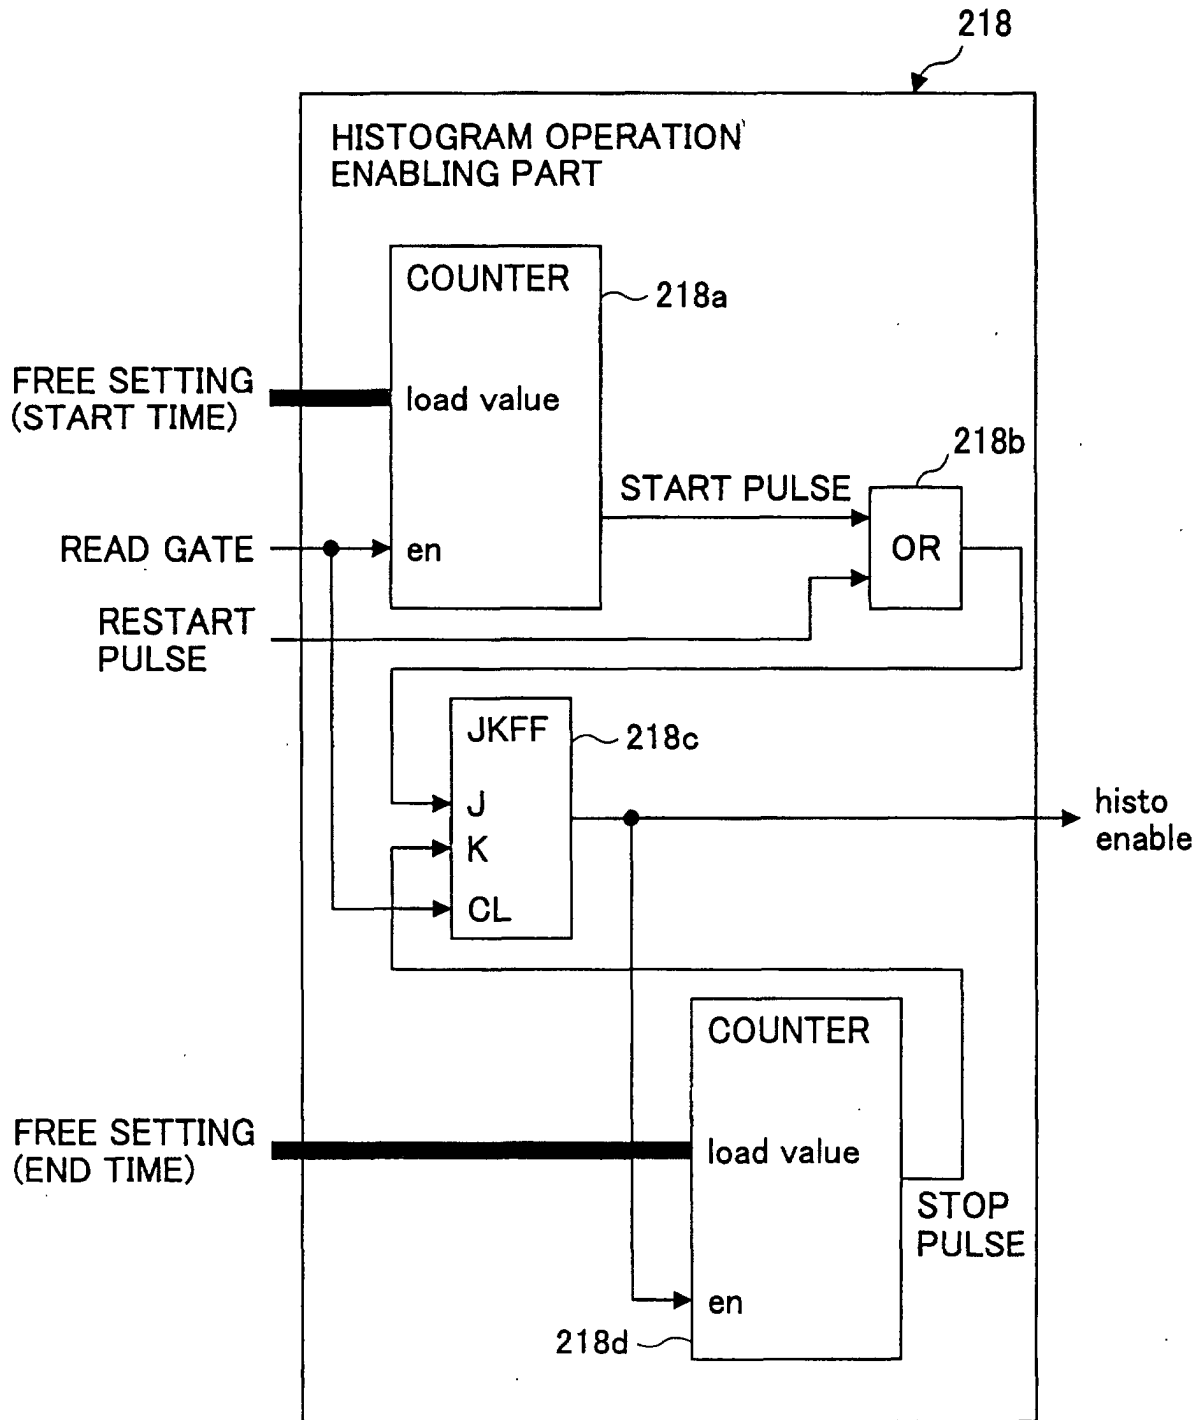 218
HISTOGRAM OPERATION
ENABLING PART
COUNTER
218a
FREE SETTING
(START TIME)
load value
218b
START PULSE
OR
READ GATE
en
RESTART
PULSE
JKFF
218c
J
histo
enable
K
CL
COUNTER
FREE SETTING
(END TIME)
load value
STOP
PULSE
en
218d